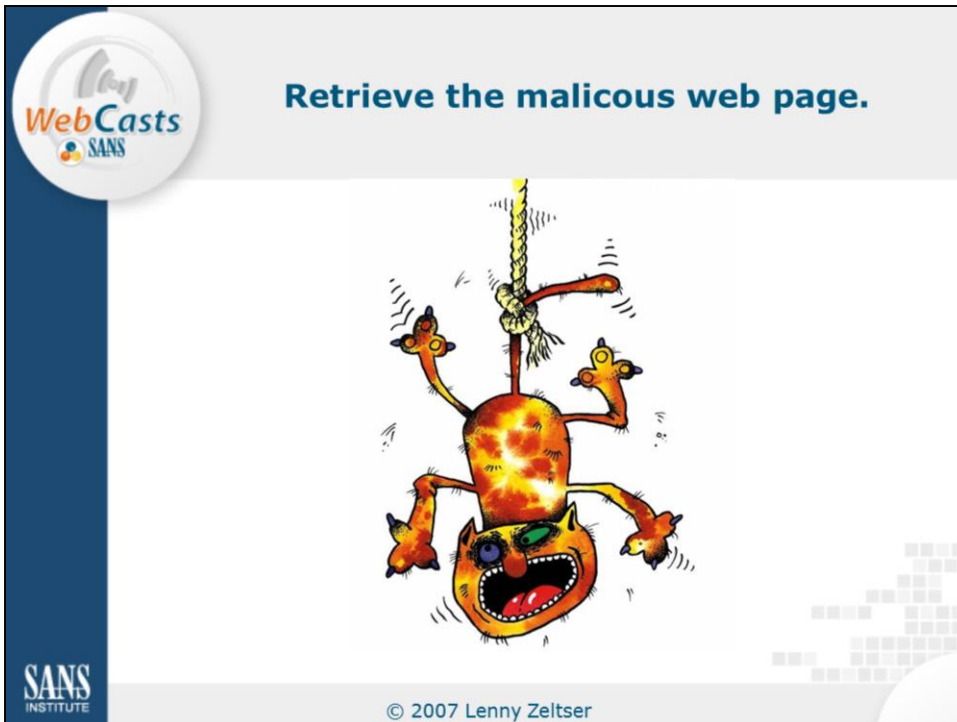 Retrieve the malicous web page.
WebCasts
SANS
SANS
INSTITUTE
© 2007 Lenny Zeltser